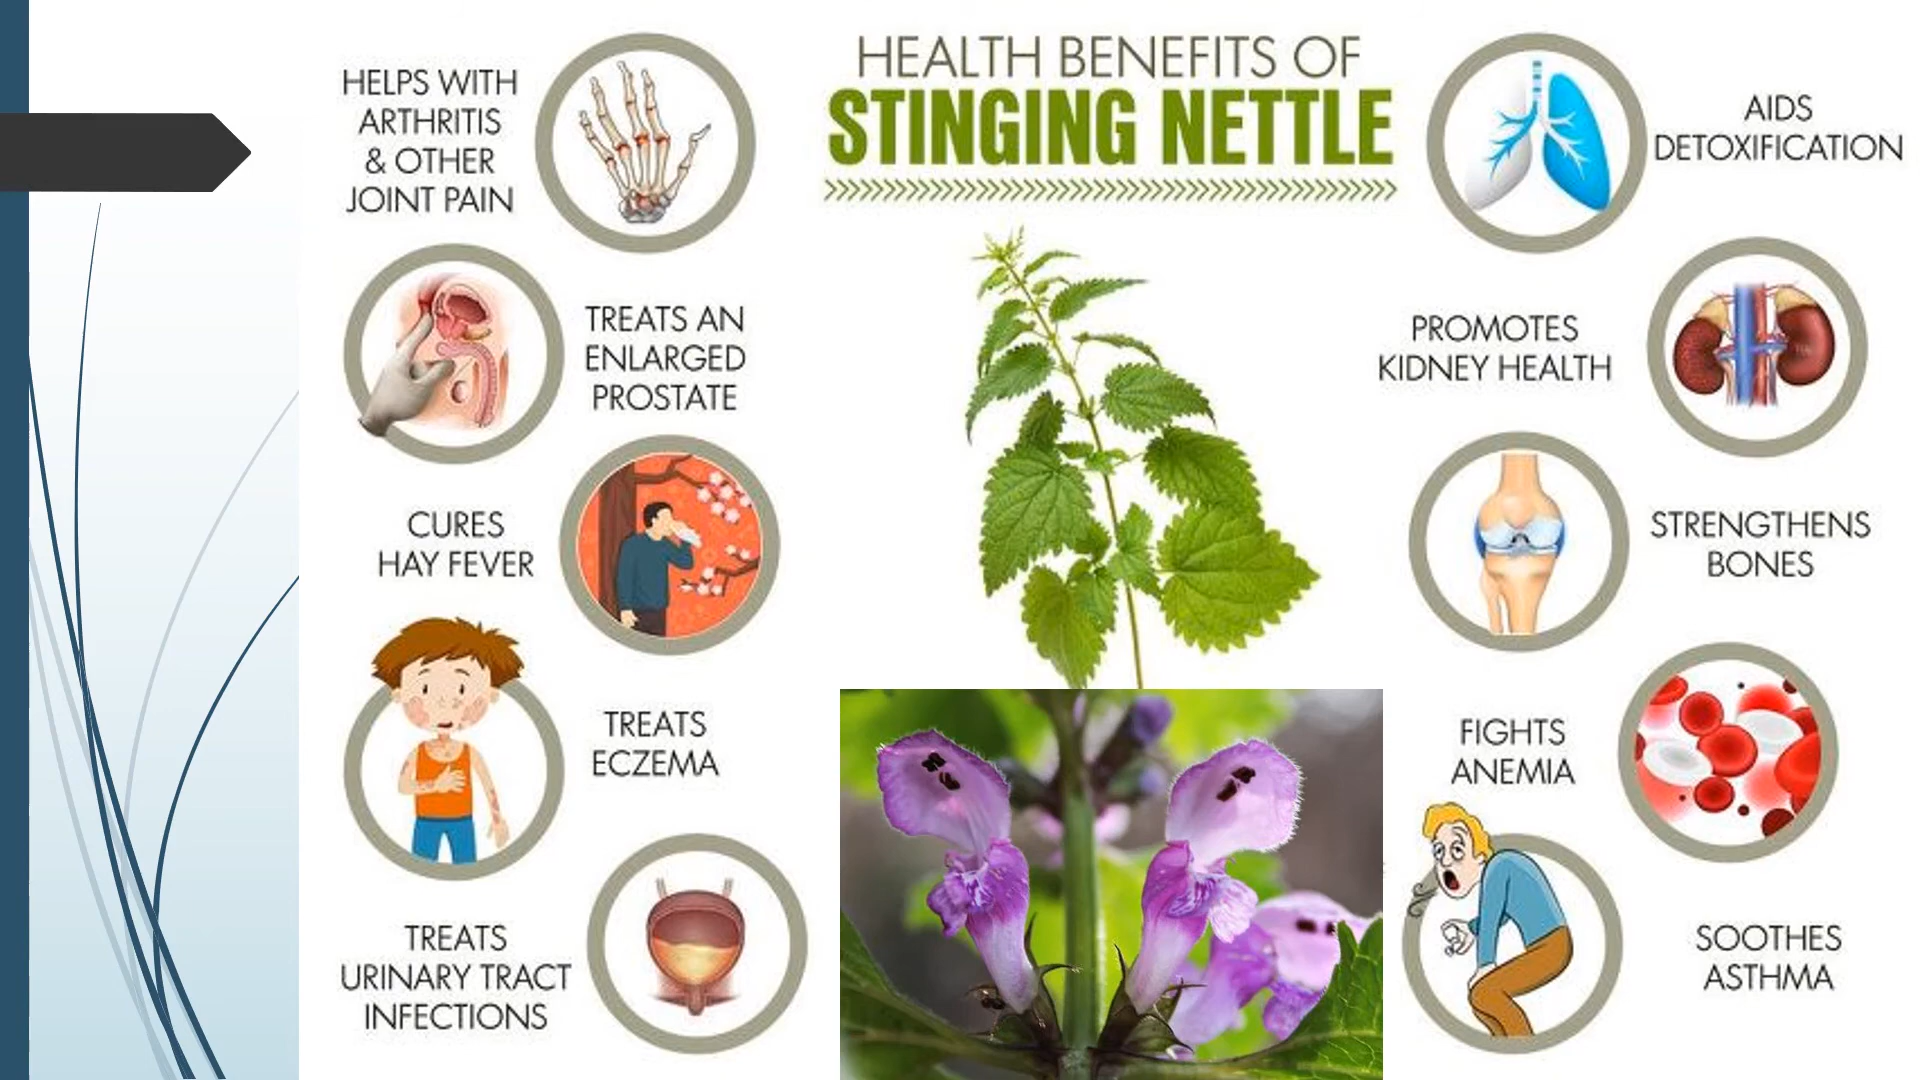 HEALTH BENEFITS OF
STINGING NETTLE
HELPS WITH
ARTHRITIS
& OTHER
JOINT PAIN
TREATS AN
ENLARGED
PROSTATE
CURES
HAY FEVER
TREATS
ECZEMA
TREATS
URINARY TRACT
INFECTIONS
AIDS
DETOXIFICATION
PROMOTES
KIDNEY HEALTH
STRENGTHENS
BONES
FIGHTS
ANEMIA
SOOTHES
ASTHMA